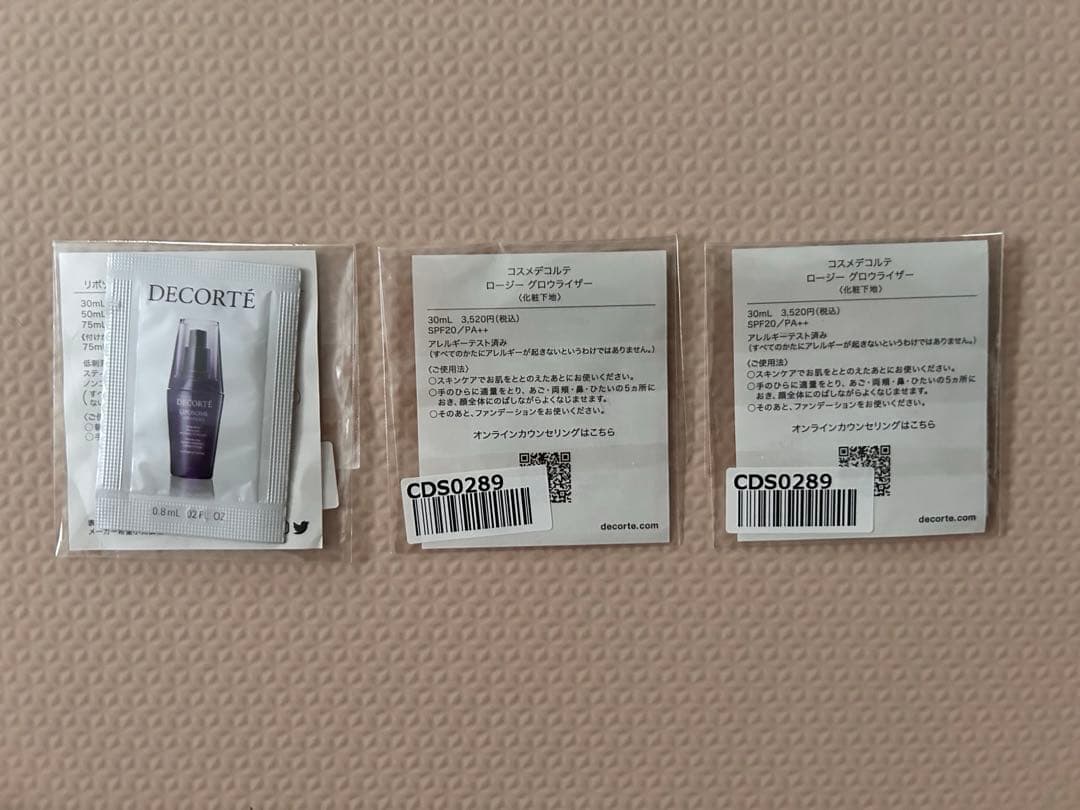 リポソ
30mL
50mL
75mL
75m
ステ
ノンコ
DECORTÉ
DECORTÉ
LIPOSOME
0.8 mL .02 FL. OZ
コスメデコルテ
ロージー グロウライザー
〈化粧下地〉
30mL 3,520円(税込)
SPF20/PA++
アレルギーテスト済み
(すべてのかたにアレルギーが起きないというわけではありません。)
〈ご使用法〉
○スキンケアでお肌をととのえたあとにお使いください。
○手のひらに適量をとり、あご・両頬・鼻・ひたいの5ヵ所に
おき、顔全体にのばしながらよくなじませます。
○そのあと、ファンデーションをお使いください。
オンラインカウンセリングはこちら
CDS0289
decorte.com
コスメデコルテ
ロージー グロウライザー
〈化粧下地〉
30mL 3,520円(税込)
SPF20/PA++
アレルギーテスト済み
(すべてのかたにアレルギーが起きないというわけではありません。)
〈ご使用法〉
○スキンケアでお肌をととのえたあとにお使いください。
○手のひらに適量をとり、あご・両頬・鼻・ひたいの5ヵ所に
おき、顔全体にのばしながらよくなじませます。
○そのあと、ファンデーションをお使いください。
オンラインカウンセリングはこちら
CDS0289
decorte.com